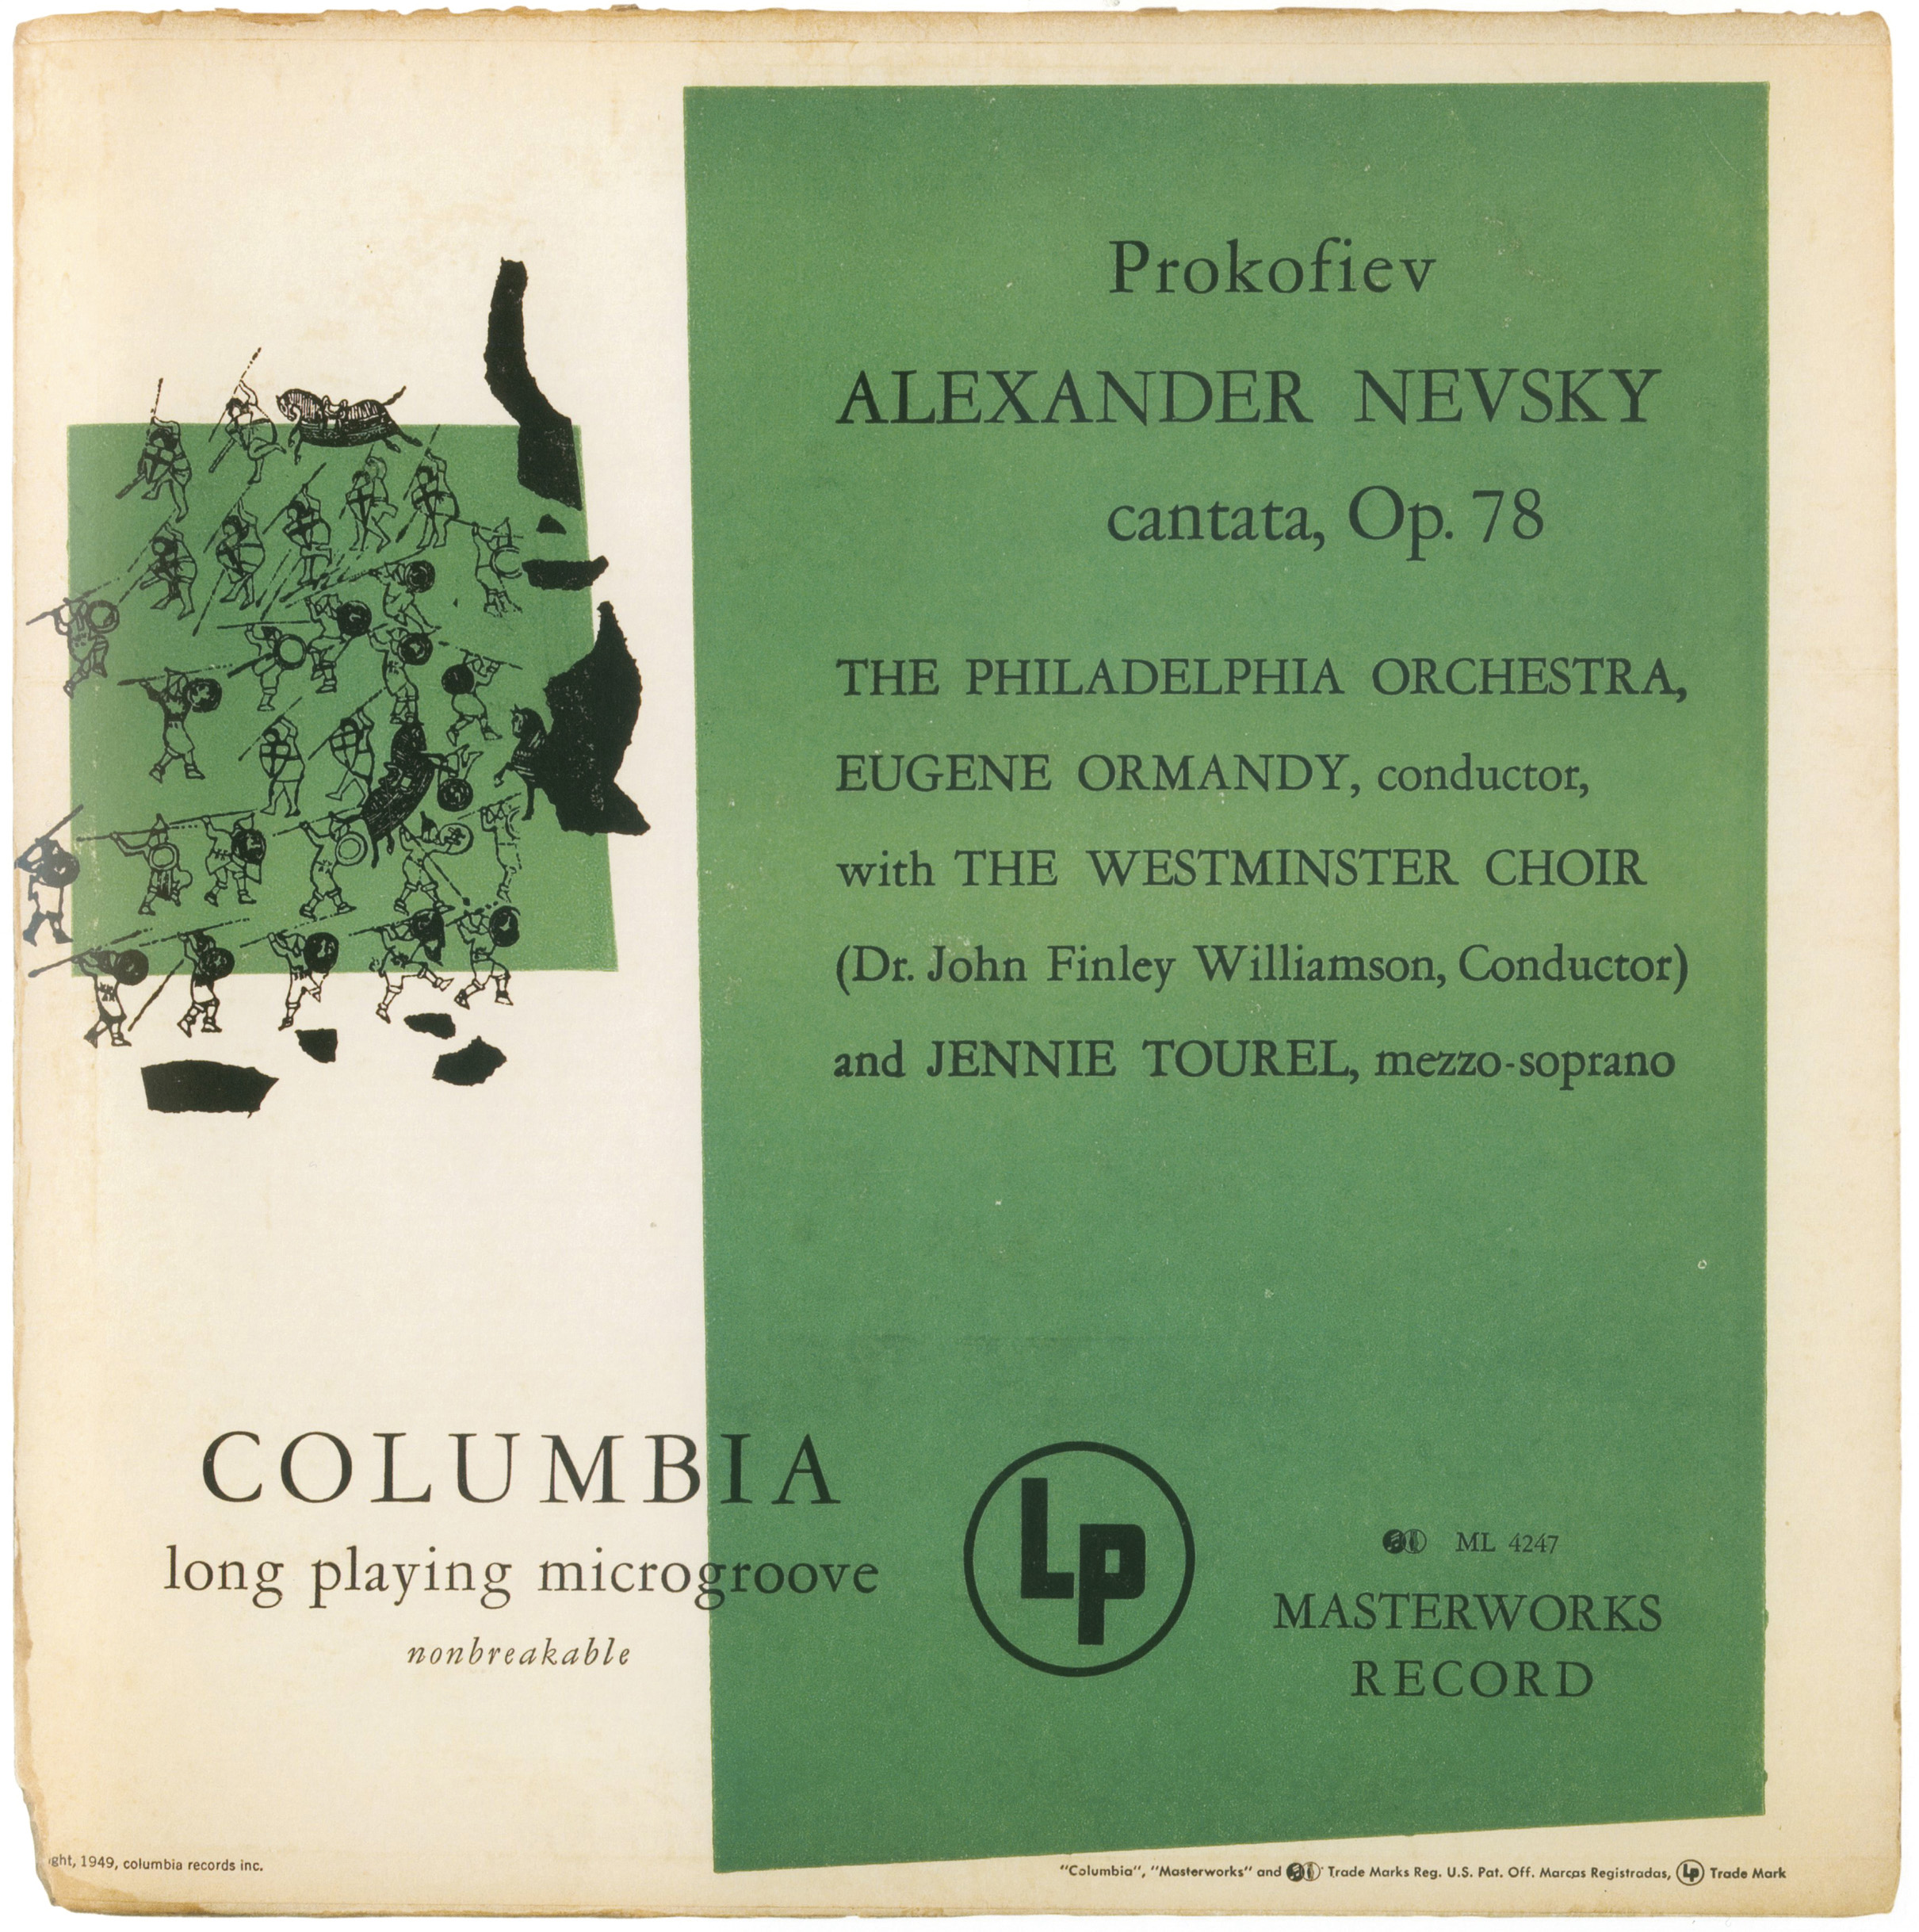 Prokofiev
ALEXANDER NEVSKY
cantata, Op. 78
THE PHILADELPHIA ORCHESTRA,
EUGENE ORMANDY, conductor,
with THE WESTMINSTER CHOIR
(Dr. John Finley Williamson, Conductor)
and JENNIE TOUREL, mezzo-soprano
COLUMBIA
long playing microgroove
nonbreakable
LP
ML 4247
MASTERWORKS
RECORD
ight, 1949, columbia records inc.
"Columbia", "Masterworks" and Trade Marks Reg. U.S. Pat. Off. Marcas Registradas, LP Trade Mark